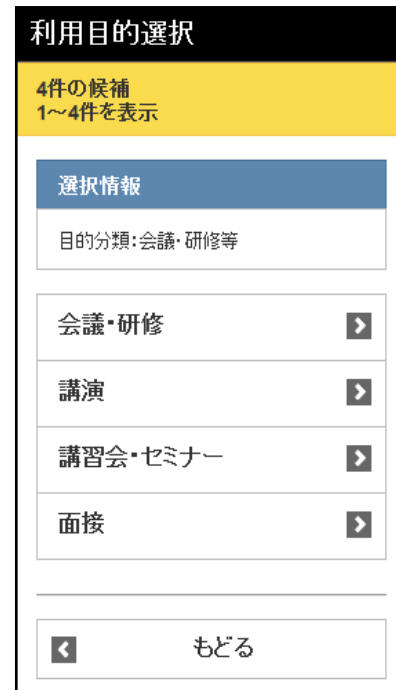 利用目的選択
4件の候補
1～4件を表示
選択情報
目的分類：会議・研修等
会議・研修
講演
講習会・セミナー
面接
もどる